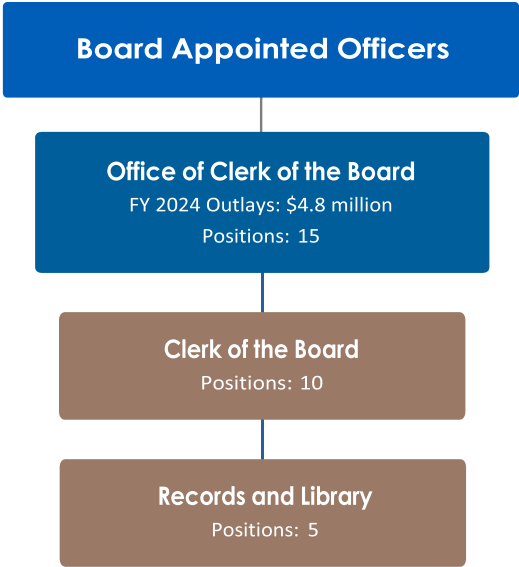 Board Appointed Officers
Office of Clerk of the Board
FY 2024 Outlays: $4.8 million
Positions: 15
Clerk of the Board
Positions: 10
Records and Library
Positions: 5